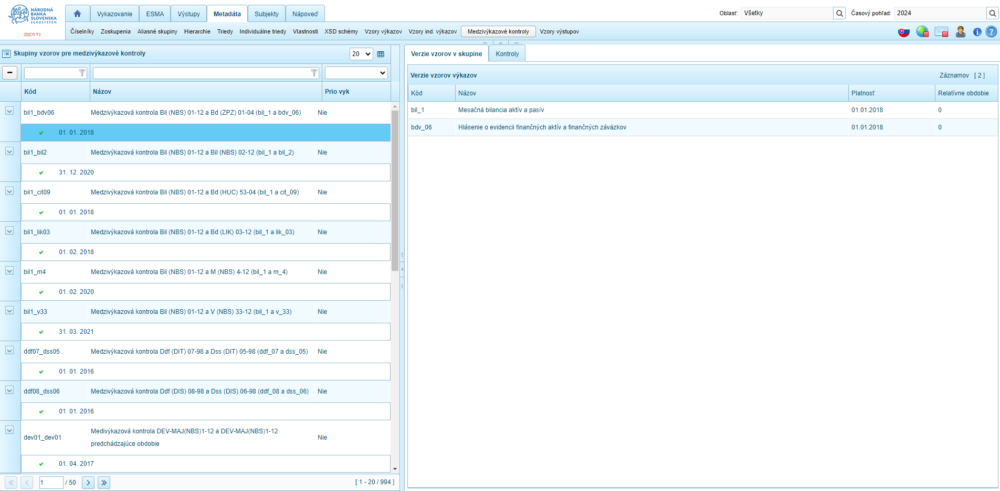 NÁRODNÁ
BANKA
SLOVENSKA
EUROSYSTÉM
ZBER T2
Vykazovanie
ESMA
Výstupy
Metadáta
Subjekty
Nápoveď
Oblasť: Všetky
Časový pohľad: 2024
Číselníky Zoskupenia Aliasné skupiny Hierarchie Triedy Individuálne triedy Vlastnosti XSD schémy Vzory výkazov Vzory ind. výkazov Medzivýkazové kontroly Vzory výstupov
Skupiny vzorov pre medzivýkazové kontroly
20
Kód Názov Prio vyk
bil1_bdv06 Medzivýkazová kontrola Bil (NBS) 01-12 a Bd (ZPZ) 01-04 (bil_1 a bdv_06) Nie
01. 01. 2018
bil1_bil2 Medzivýkazová kontrola Bil (NBS) 01-12 a Bil (NBS) 02-12 (bil_1 a bil_2) Nie
31. 12. 2020
bil1_cit09 Medzivýkazová kontrola Bil (NBS) 01-12 a Bd (HUC) 53-04 (bil_1 a cit_09) Nie
01. 01. 2018
bil1_lik03 Medzivýkazová kontrola Bil (NBS) 01-12 a Bd (LIK) 03-12 (bil_1 a lik_03) Nie
01. 02. 2018
bil1_m4 Medzivýkazová kontrola Bil (NBS) 01-12 a M (NBS) 4-12 (bil_1 a m_4) Nie
01. 02. 2020
bil1_v33 Medzivýkazová kontrola Bil (NBS) 01-12 a V (NBS) 33-12 (bil_1 a v_33) Nie
31. 03. 2021
ddf07_dss05 Medzivýkazová kontrola Ddf (DIT) 07-98 a Dss (DIT) 05-98 (ddf_07 a dss_05) Nie
01. 01. 2016
ddf08_dss06 Medzivýkazová kontrola Ddf (DIS) 08-98 a Dss (DIS) 06-98 (ddf_08 a dss_06) Nie
01. 01. 2016
dev01_dev01 Medivýkazová kontrola DEV-MAJ(NBS)1-12 a DEV-MAJ(NBS)1-12 predchádzajúce obdobie Nie
01. 04. 2017
1 / 50
[ 1 - 20 / 994 ]
Verzie vzorov v skupine
Kontroly
Verzie vzorov výkazov
Záznamov [ 2 ]
Kód Názov Platnosť Relatívne obdobie
bil_1 Mesačná bilancia aktív a pasív 01.01.2018 0
bdv_06 Hlásenie o evidencii finančných aktív a finančných záväzkov 01.01.2018 0